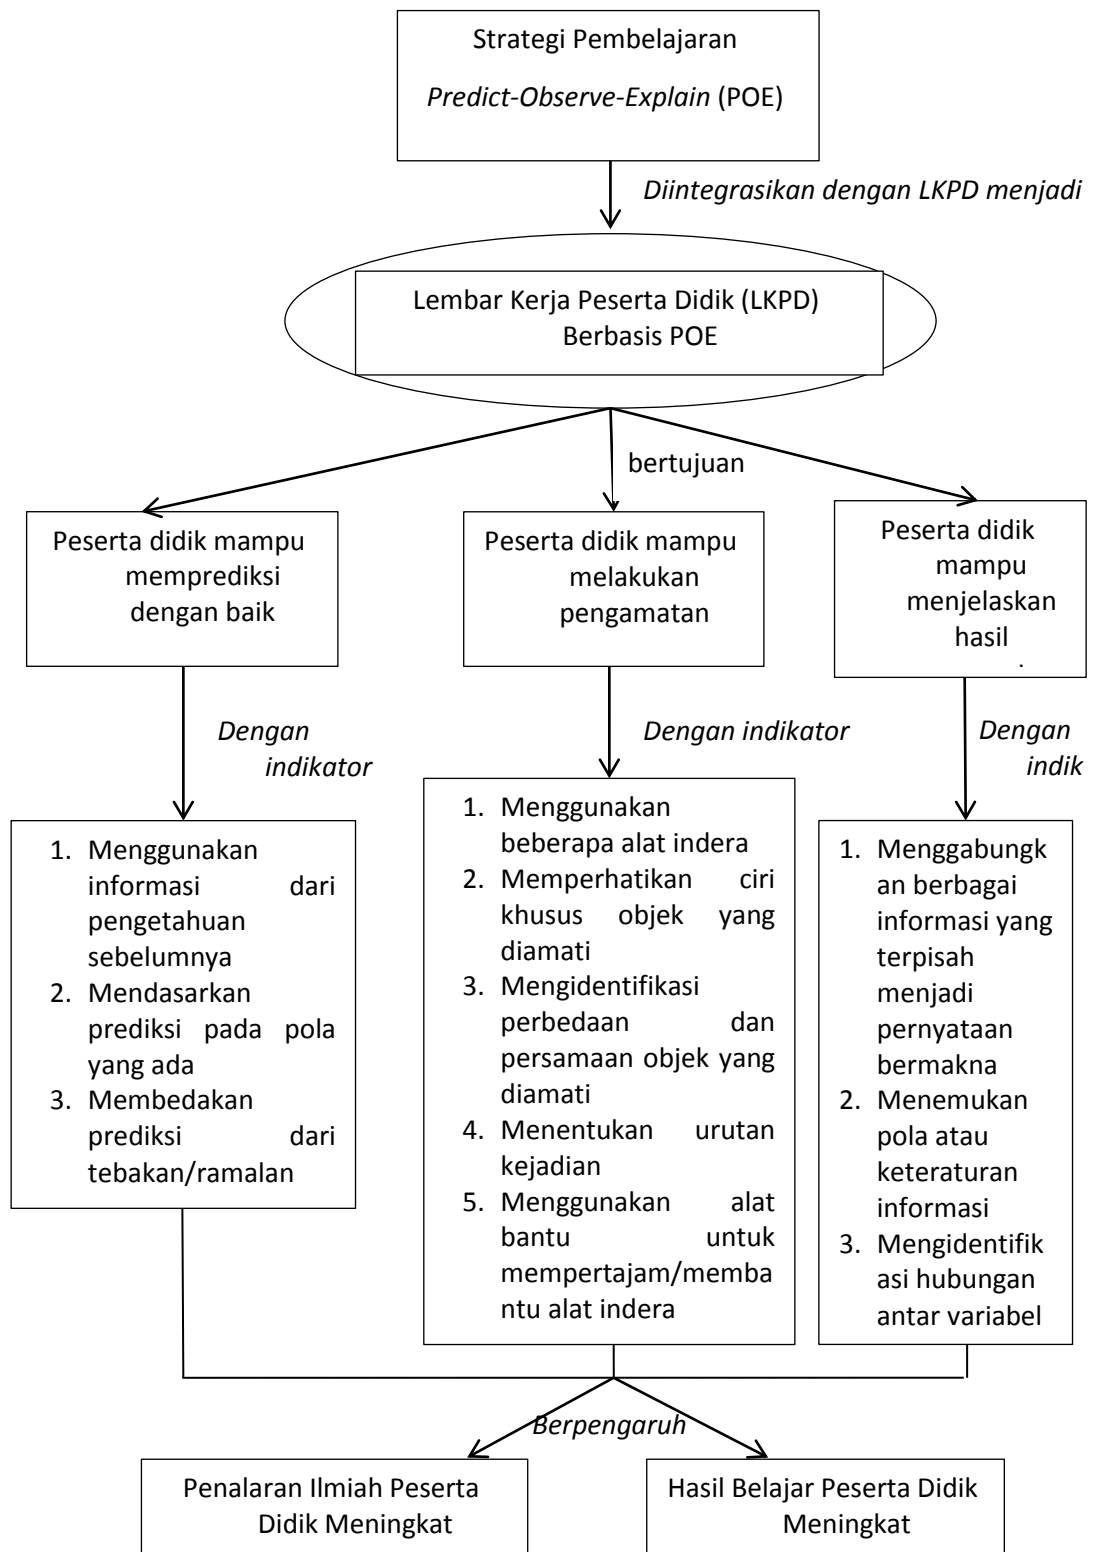 Strategi Pembelajaran
Predict-Observe-Explain (POE)
Diintegrasikan dengan LKPD menjadi
Lembar Kerja Peserta Didik (LKPD)
Berbasis POE
bertujuan
Peserta didik mampu
memprediksi
dengan baik
Peserta didik mampu
melakukan
pengamatan
Peserta didik
mampu
menjelaskan
hasil
Dengan
indikator
Dengan indikator
Dengan
indik
1. Menggunakan
informasi dari
pengetahuan
sebelumnya
2. Mendasarkan
prediksi pada pola
yang ada
3. Membedakan
prediksi dari
tebakan/ramalan
1. Menggunakan
beberapa alat indera
2. Memperhatikan ciri
khusus objek yang
diamati
3. Mengidentifikasi
perbedaan dan
persamaan objek yang
diamati
4. Menentukan urutan
kejadian
5. Menggunakan alat
bantu untuk
mempertajam/memba
ntu alat indera
1. Menggabungk
an berbagai
informasi yang
terpisah
menjadi
pernyataan
bermakna
2. Menemukan
pola atau
keteraturan
informasi
3. Mengidentifik
asi hubungan
antar variabel
Berpengaruh
Penalaran Ilmiah Peserta
Didik Meningkat
Hasil Belajar Peserta Didik
Meningkat